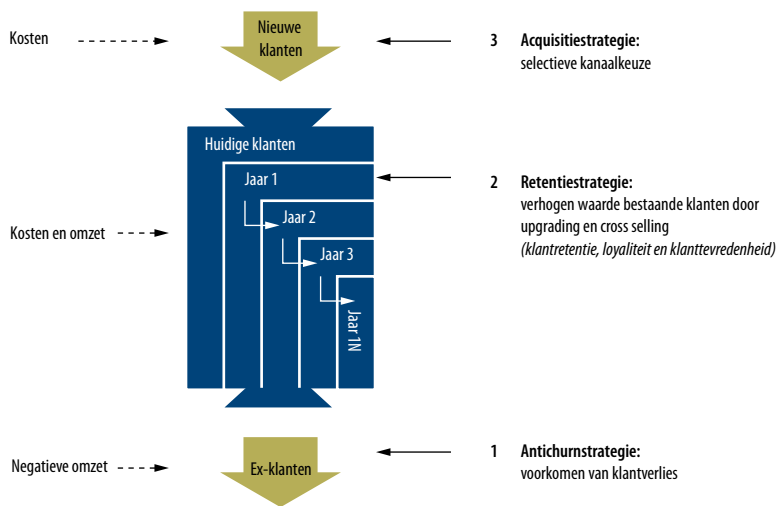 Kosten
Nieuwe
klanten
3 Acquisitiestrategie:
selectieve kanaalkeuze
Huidige klanten
Jaar 1
Jaar 2
Jaar 3
Jaar 1N
Kosten en omzet
2 Retentiestrategie:
verhogen waarde bestaande klanten door
upgrading en cross selling
(klantretentie, loyaliteit en klanttevredenheid)
Negatieve omzet
Ex-klanten
1 Antichurnstrategie:
voorkomen van klantverlies